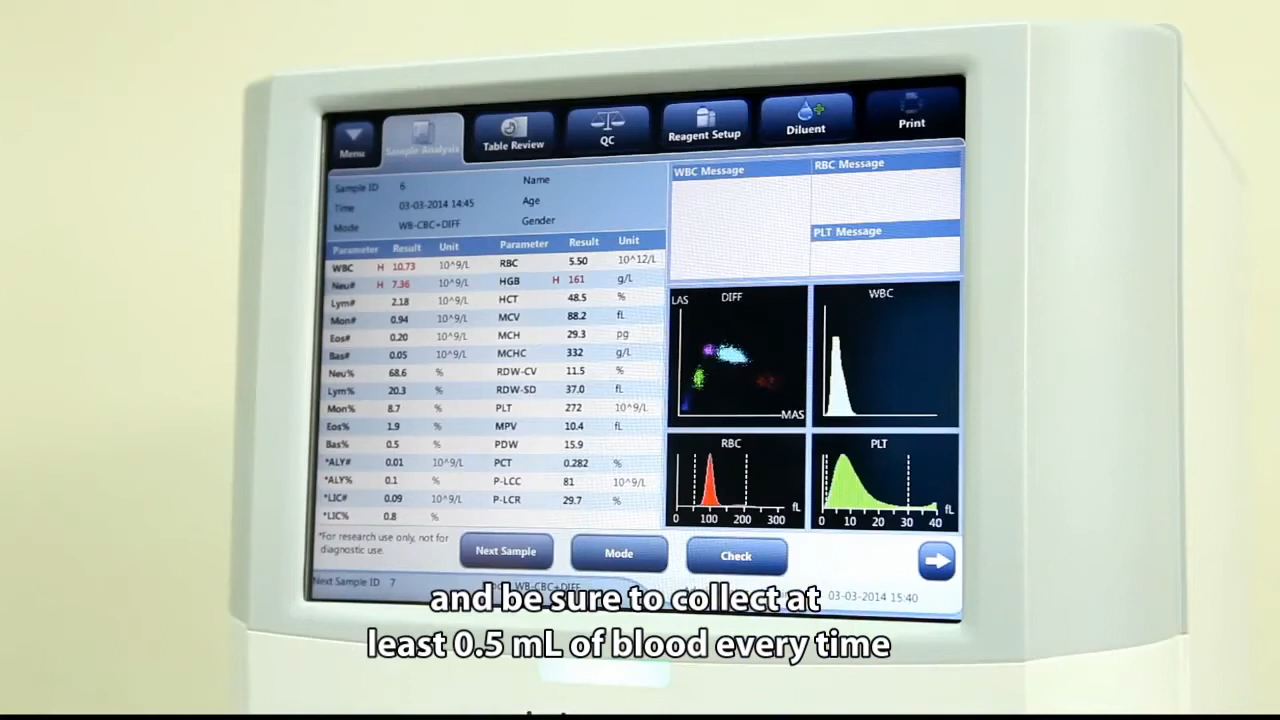 Menu
Sample Analysis
Table Review
QC
Reagent Setup
Diluent
Print
Sample ID 6 Name
Time 03-03-2014 14:45 Age
Mode WB-CBC+DIFF Gender
Parameter Result Unit Parameter Result Unit
WBC H 10.73 10^9/L RBC 5.50 10^12/L
Neu# H 7.36 10^9/L HGB H 161 g/L
Lym# 2.18 10^9/L HCT 48.5 %
Mon# 0.94 10^9/L MCV 88.2 fL
Eos# 0.20 10^9/L MCH 29.3 pg
Bas# 0.05 10^9/L MCHC 332 g/L
Neu% 68.6 % RDW-CV 11.5 %
Lym% 20.3 % RDW-SD 37.0 fL
Mon% 8.7 % PLT 272 10^9/L
Eos% 1.9 % MPV 10.4 fL
Bas% 0.5 % PDW 15.9
*ALY# 0.01 10^9/L PCT 0.282 %
*ALY% 0.1 % P-LCC 81 10^9/L
*LIC# 0.09 10^9/L P-LCR 29.7 %
*LIC% 0.8 %
*For research use only, not for
diagnostic use.
WBC Message
RBC Message
PLT Message
LAS DIFF
MAS
WBC
RBC
fL
0 100 200 300
PLT
fL
0 10 20 30 40
Next Sample
Mode
Check
Next Sample ID 7 WB-CBC+DIFF 03-03-2014 15:40
and be sure to collect at
least 0.5 mL of blood every time